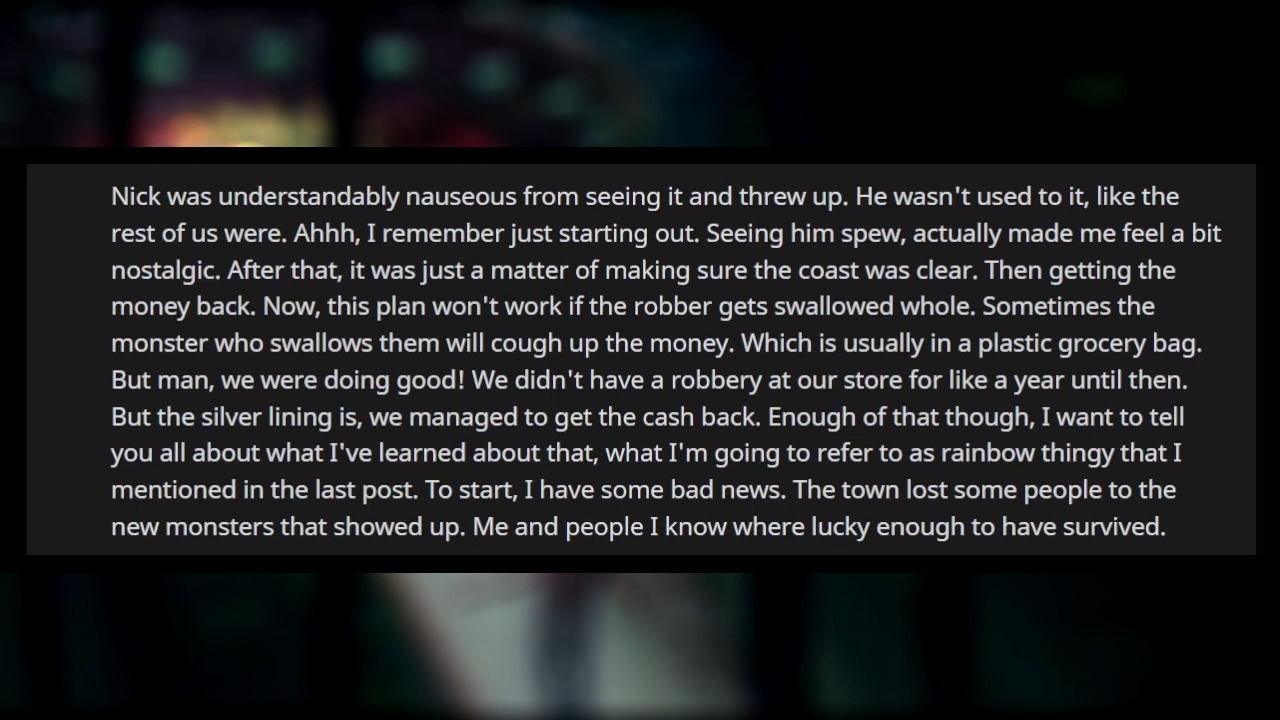 Nick was understandably nauseous from seeing it and threw up. He wasn't used to it, like the
rest of us were. Ahhh, I remember just starting out. Seeing him spew, actually made me feel a bit
nostalgic. After that, it was just a matter of making sure the coast was clear. Then getting the
money back. Now, this plan won't work if the robber gets swallowed whole. Sometimes the
monster who swallows them will cough up the money. Which is usually in a plastic grocery bag.
But man, we were doing good! We didn't have a robbery at our store for like a year until then.
But the silver lining is, we managed to get the cash back. Enough of that though, I want to tell
you all about what I've learned about that, what I'm going to refer to as rainbow thingy that I
mentioned in the last post. To start, I have some bad news. The town lost some people to the
new monsters that showed up. Me and people I know where lucky enough to have survived.